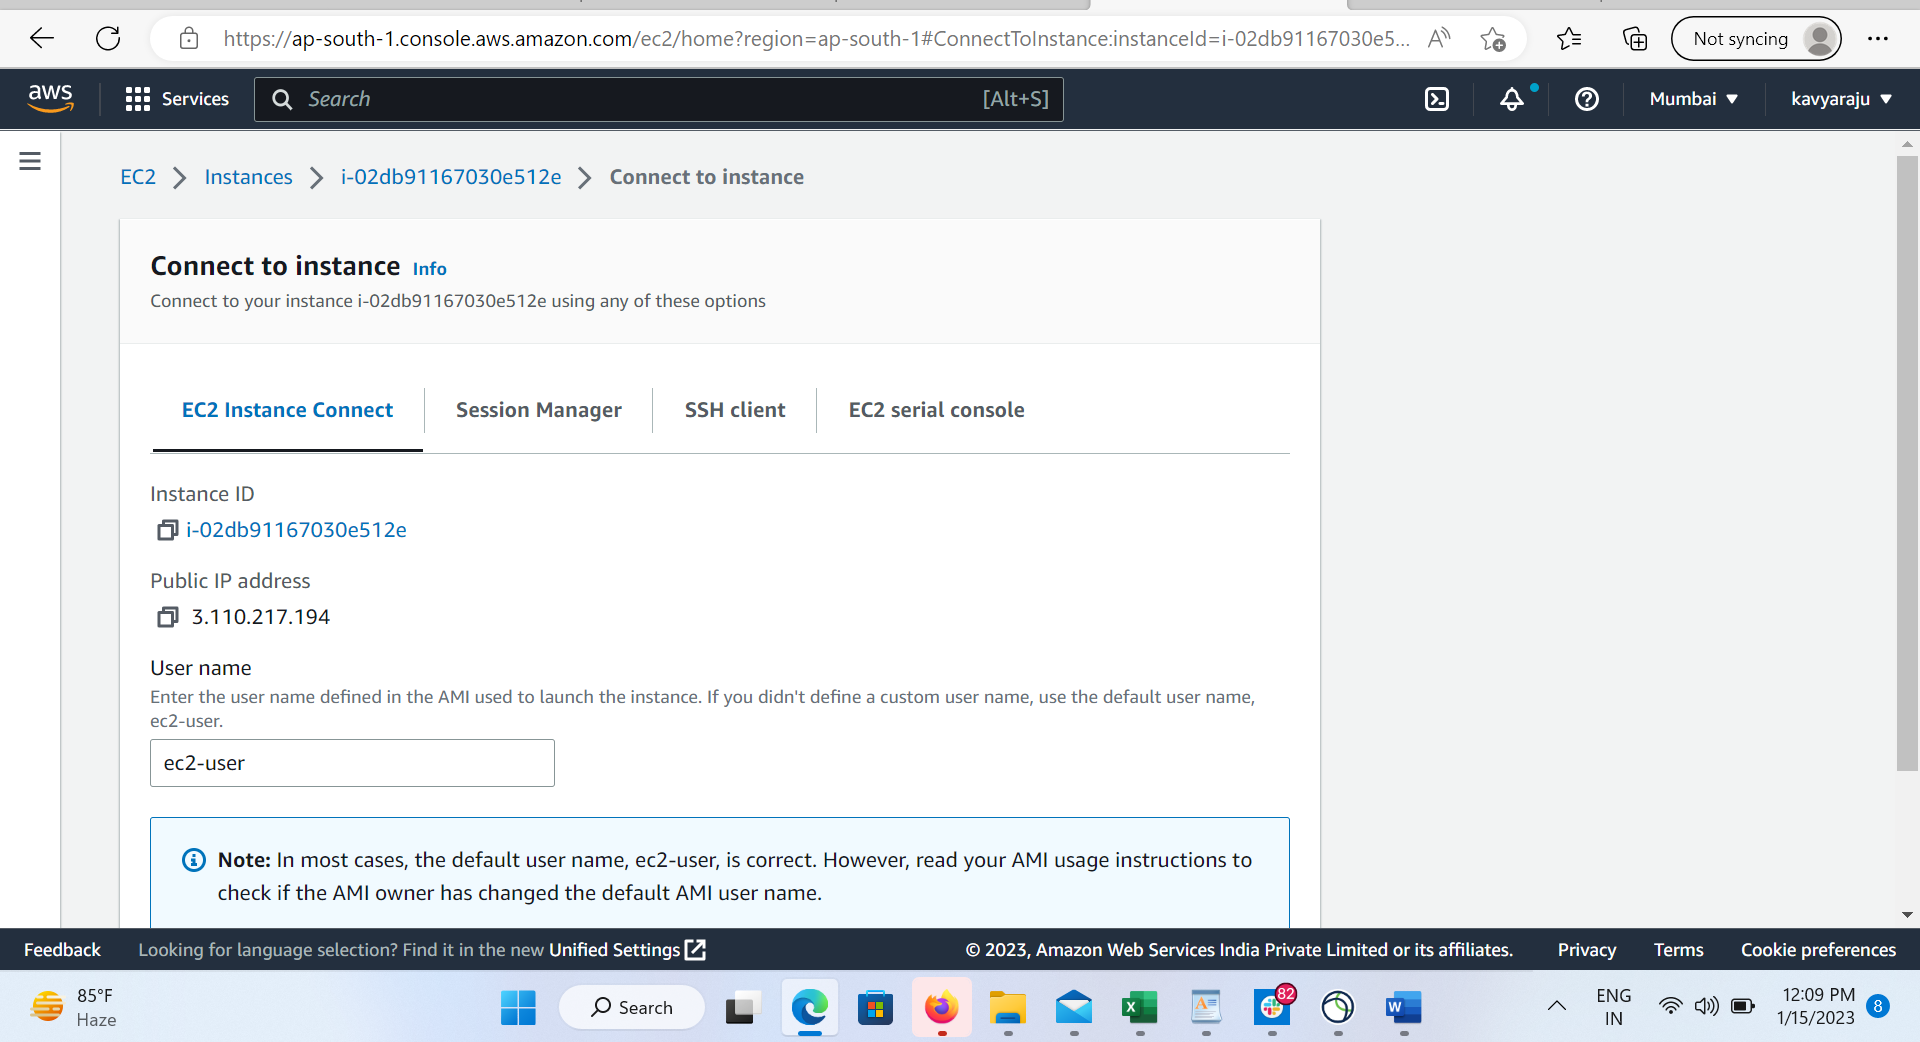 https://ap-south-1.console.aws.amazon.com/ec2/home?region=ap-south-1#ConnectToInstance:instanceId=i-02db91167030e5...
Not syncing
aws
Services
Search
[Alt+S]
Mumbai
kavyaraju
EC2
Instances
i-02db91167030e512e
Connect to instance
Connect to instance Info
Connect to your instance i-02db91167030e512e using any of these options
EC2 Instance Connect
Session Manager
SSH client
EC2 serial console
Instance ID
i-02db91167030e512e
Public IP address
3.110.217.194
User name
Enter the user name defined in the AMI used to launch the instance. If you didn't define a custom user name, use the default user name,
ec2-user.
ec2-user
Note: In most cases, the default user name, ec2-user, is correct. However, read your AMI usage instructions to
check if the AMI owner has changed the default AMI user name.
Feedback
Looking for language selection? Find it in the new Unified Settings
© 2023, Amazon Web Services India Private Limited or its affiliates.
Privacy
Terms
Cookie preferences
85°F
Haze
Search
82
ENG
IN
12:09 PM
1/15/2023
8